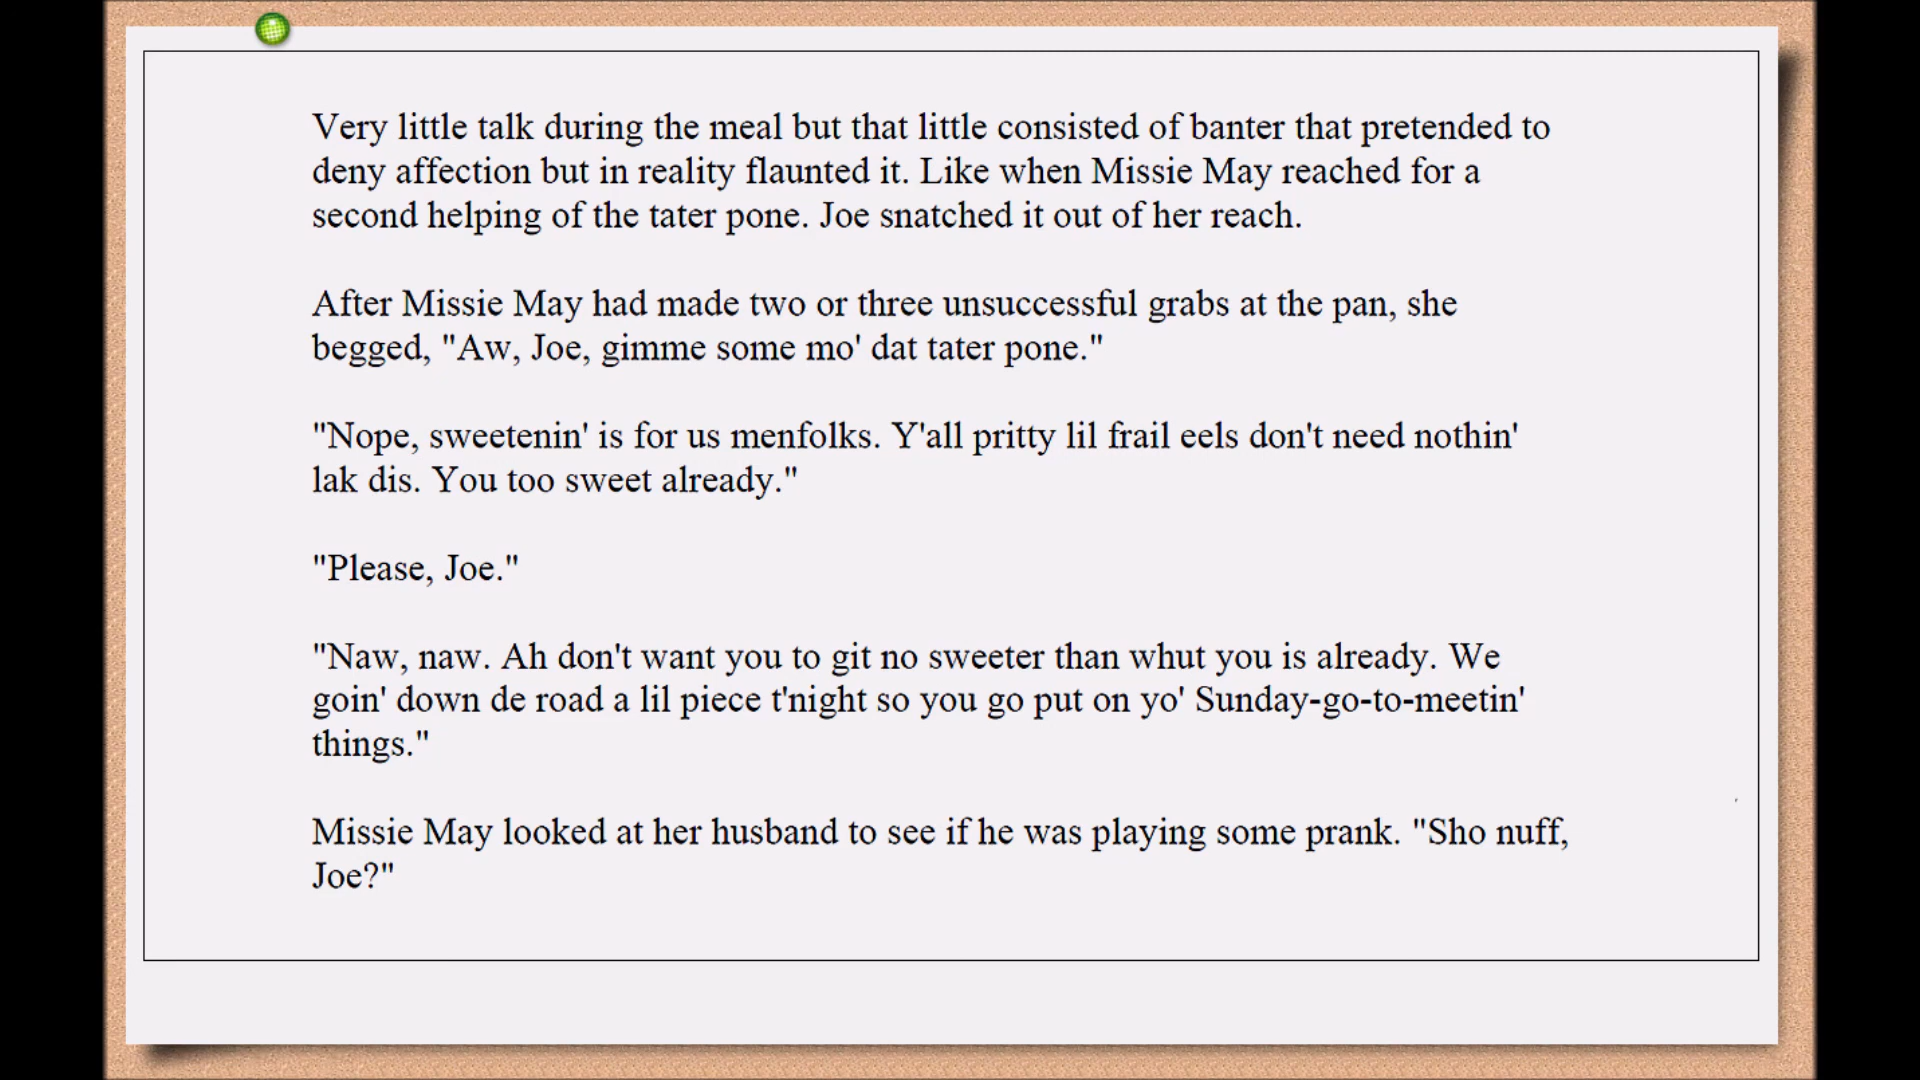 Very little talk during the meal but that little consisted of banter that pretended to
deny affection but in reality flaunted it. Like when Missie May reached for a
second helping of the tater pone. Joe snatched it out of her reach.
After Missie May had made two or three unsuccessful grabs at the pan, she
begged, "Aw, Joe, gimme some mo' dat tater pone."
"Nope, sweetenin' is for us menfolks. Y'all pritty lil frail eels don't need nothin'
lak dis. You too sweet already."
"Please, Joe."
"Naw, naw. Ah don't want you to git no sweeter than whut you is already. We
goin' down de road a lil piece t'night so you go put on yo' Sunday-go-to-meetin'
things."
Missie May looked at her husband to see if he was playing some prank. "Sho nuff,
Joe?"